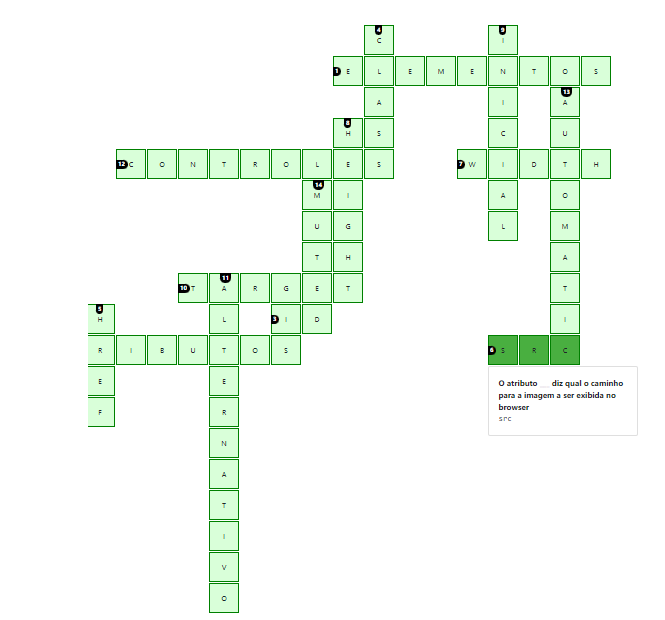 4 C 9 I
1 E L E M E N T O S
A I 13 A
8 H S C U
12 C O N T R O L E S 7 W I D T H
14 M I A O
U G L M
T H A
10 T 11 A R G E T T
5 H L 3 I D I
R I B U T O S 6 S R C
E E
F R
N
A
T
I
V
O
O atributo __ diz qual o caminho
para a imagem a ser exibida no
browser
src